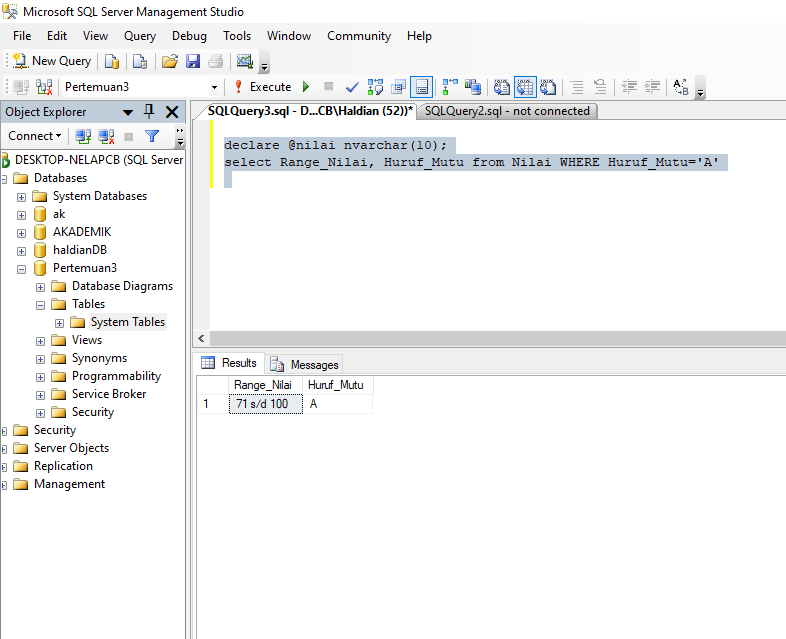 Microsoft SQL Server Management Studio
File Edit View Query Debug Tools Window Community Help
New Query
Pertemuan3 Execute
Object Explorer
Connect
DESKTOP-NELAPCB (SQL Server
Databases
System Databases
ak
AKADEMIK
haldianDB
Pertemuan3
Database Diagrams
Tables
System Tables
Views
Synonyms
Programmability
Service Broker
Security
Security
Server Objects
Replication
Management
SQLQuery3.sql - D...CB\Haldian (52))* SQLQuery2.sql - not connected
declare @nilai nvarchar(10);
select Range_Nilai, Huruf_Mutu from Nilai WHERE Huruf_Mutu='A'
Results Messages
Range_Nilai Huruf_Mutu
1 71 s/d 100 A